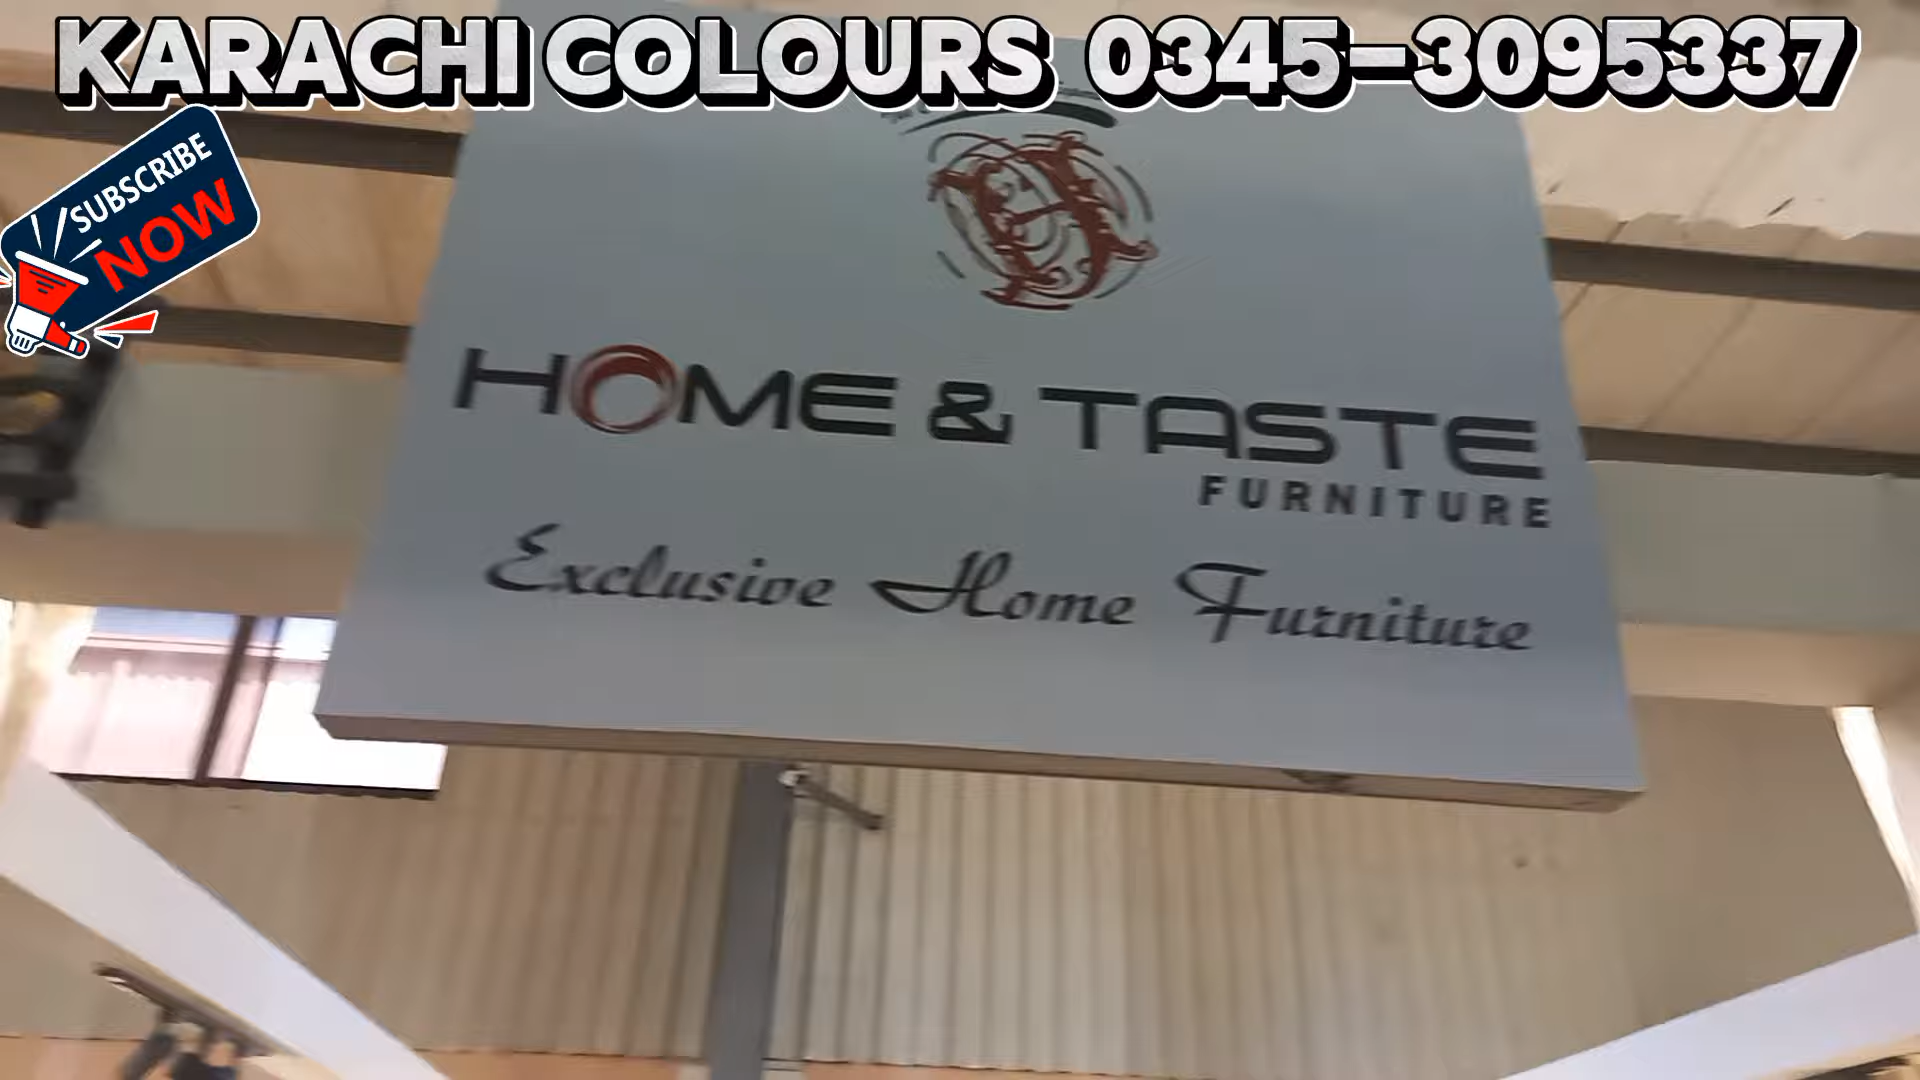 KARACHI COLOURS 0345-3095337
SUBSCRIBE
NOW
HOME & TASTE
FURNITURE
Exclusive Home Furniture